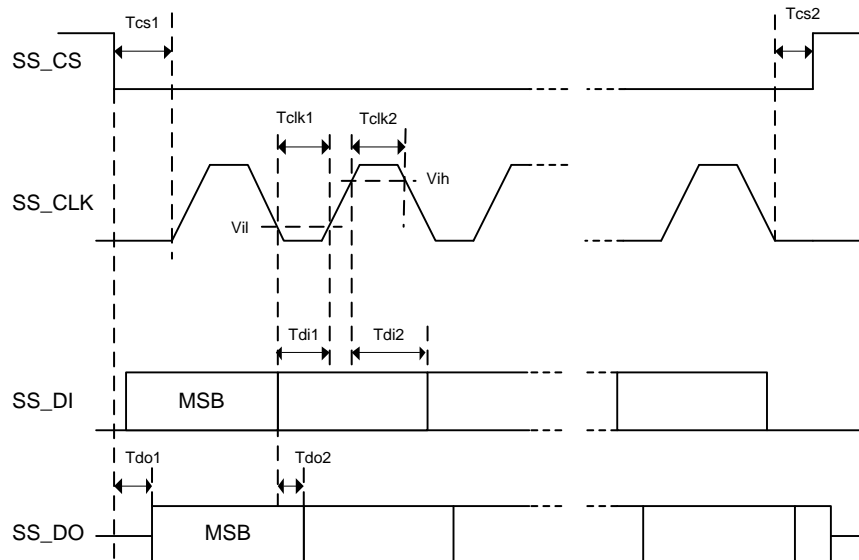 Tcs1
Tcs2
SS_CS
Tclk1
Tclk2
Vih
SS_CLK
Vil
Tdi1
Tdi2
SS_DI
MSB
Tdo1
Tdo2
SS_DO
MSB